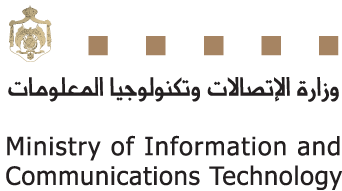 وزارة الإتصالات وتكنولوجيا المعلومات
Ministry of Information and
Communications Technology